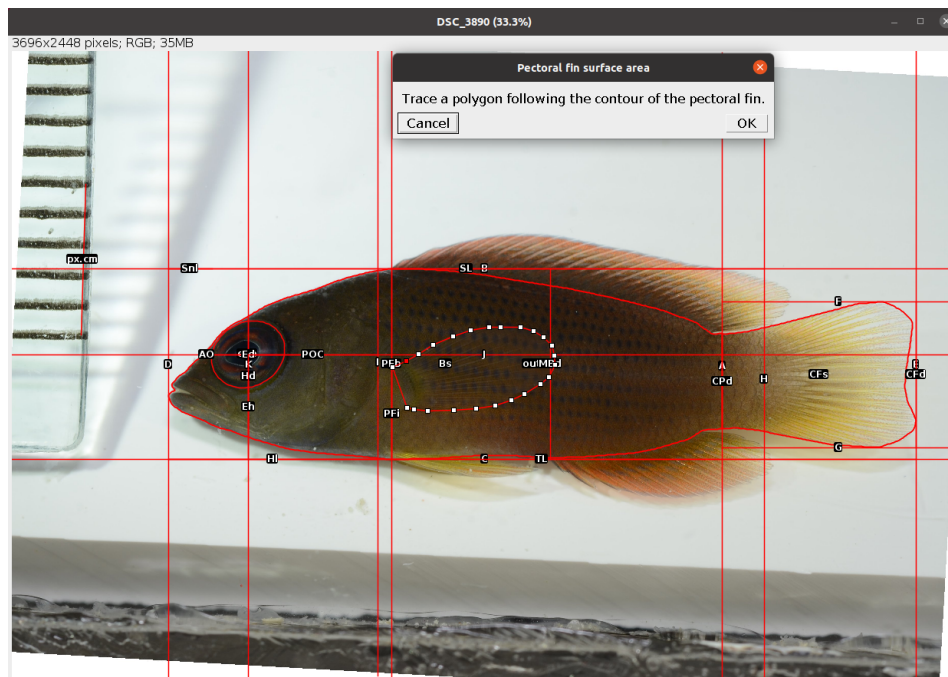 DSC_3890 (33.3%)
3696x2448 pixels; RGB; 35MB
Pectoral fin surface area
Trace a polygon following the contour of the pectoral fin.
Cancel
OK
px.cm
Snl
SL B
F
AO
Ed
POC
J
D
K
PFb
Bs
A
Hd
CPd
H
CFs
CFd
Eh
PFi
G
Hl
C
TL